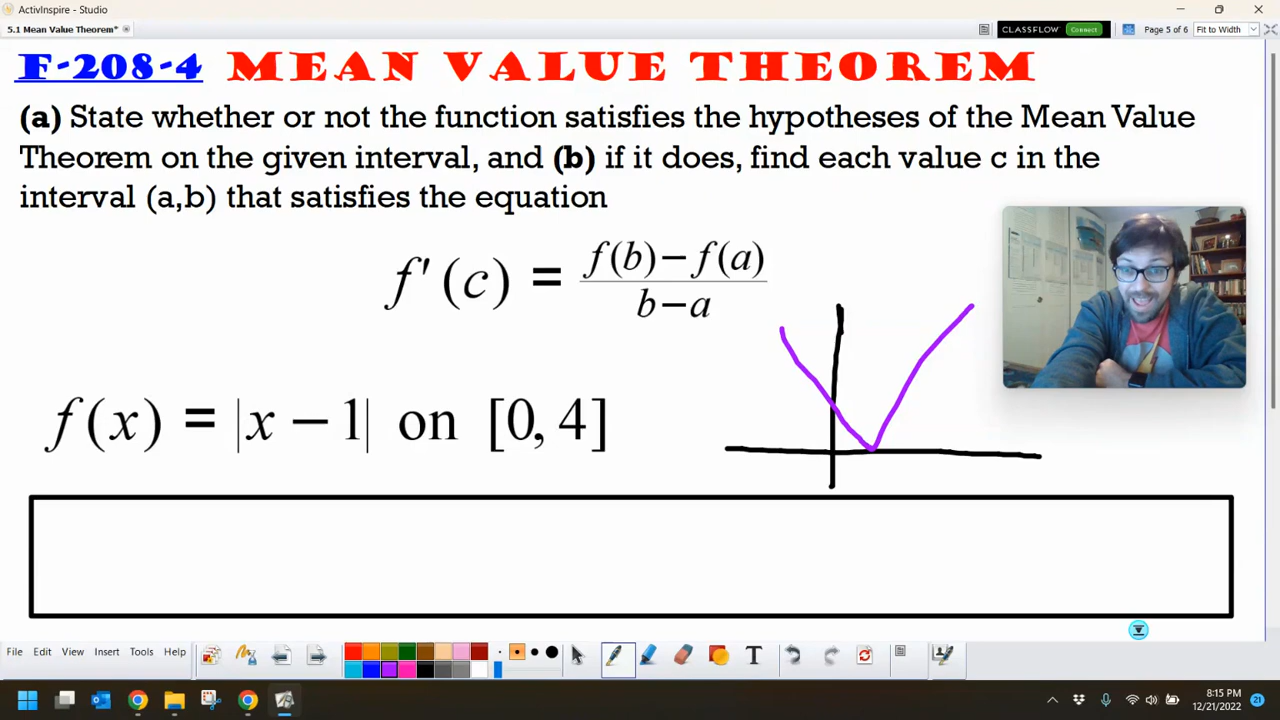 ActivInspire - Studio
5.1 Mean Value Theorem*
CLASSFLOW Connect Page 5 of 6 Fit to Width
F-208-4 MEAN VALUE THEOREM
(a) State whether or not the function satisfies the hypotheses of the Mean Value
Theorem on the given interval, and (b) if it does, find each value c in the
interval (a,b) that satisfies the equation
f'(c) = f(b) − f(a) / b − a
f(x) = |x − 1| on [0, 4]
File Edit View Insert Tools Help
T
8:15 PM
12/21/2022
21